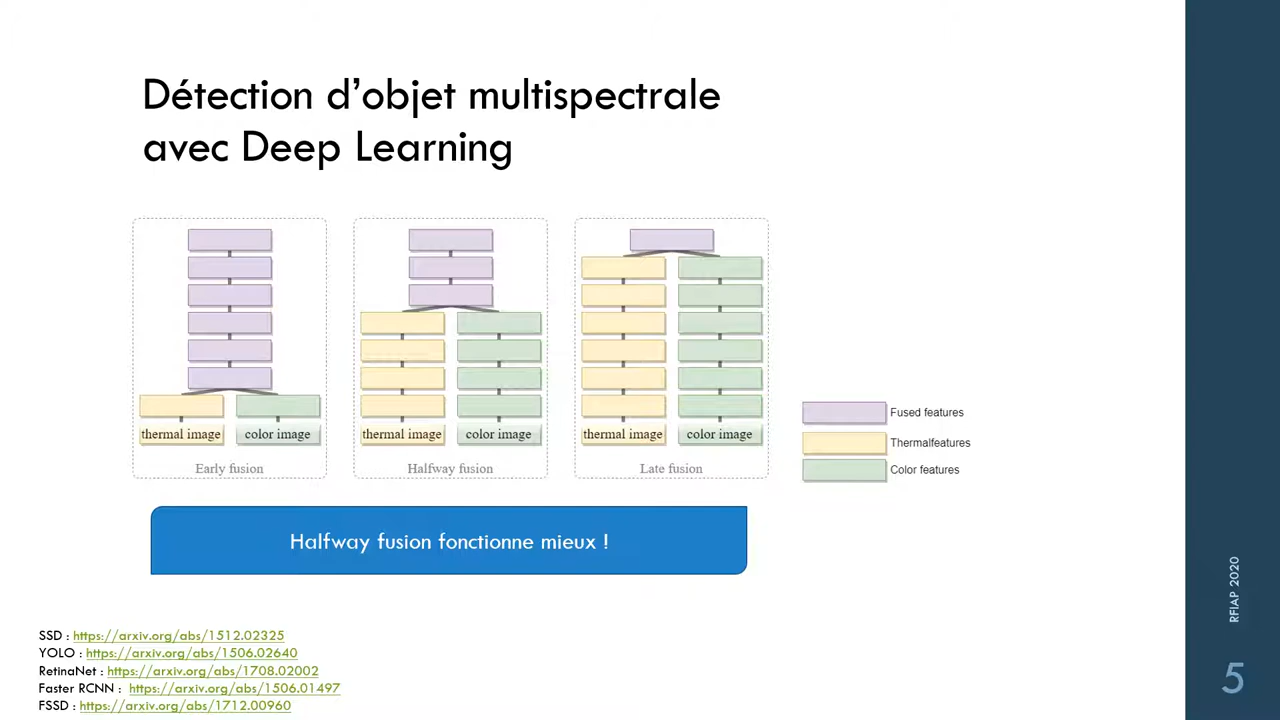 Détection d'objet multispectrale
avec Deep Learning
thermal image
color image
Early fusion
thermal image
color image
Halfway fusion
thermal image
color image
Late fusion
Fused features
Thermalfeatures
Color features
Halfway fusion fonctionne mieux !
SSD : https://arxiv.org/abs/1512.02325
YOLO : https://arxiv.org/abs/1506.02640
RetinaNet : https://arxiv.org/abs/1708.02002
Faster RCNN : https://arxiv.org/abs/1506.01497
FSSD : https://arxiv.org/abs/1712.00960
RFIAP 2020
5